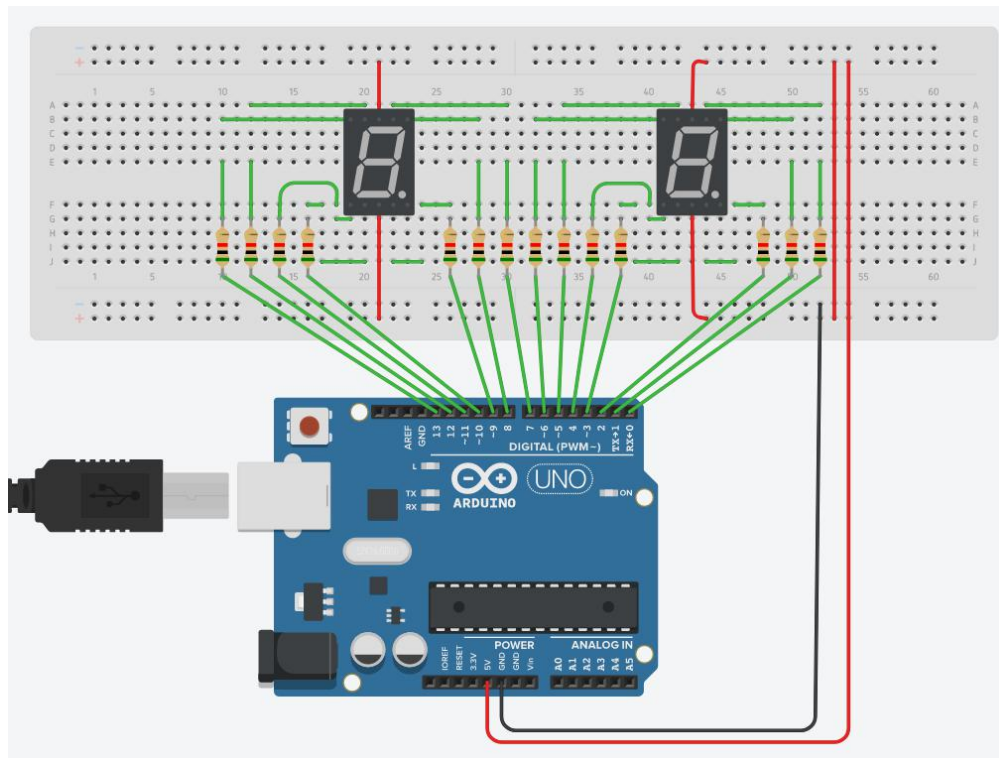 − +
1 5 10 15 20 25 30 35 40 45 50 55 60
A A
B B
C C
D D
E E
F F
G G
H H
I I
J J
1 5 10 15 20 25 30 35 40 45 50 55 60
− +
AREF GND 13 12 ~11 ~10 ~9 8 7 ~6 ~5 4 ~3 2 TX→1 RX←0
DIGITAL (PWM~)
L
TX
RX
UNO
ARDUINO
ON
POWER ANALOG IN
IOREF RESET 3.3V 5V GND GND Vin A0 A1 A2 A3 A4 A5